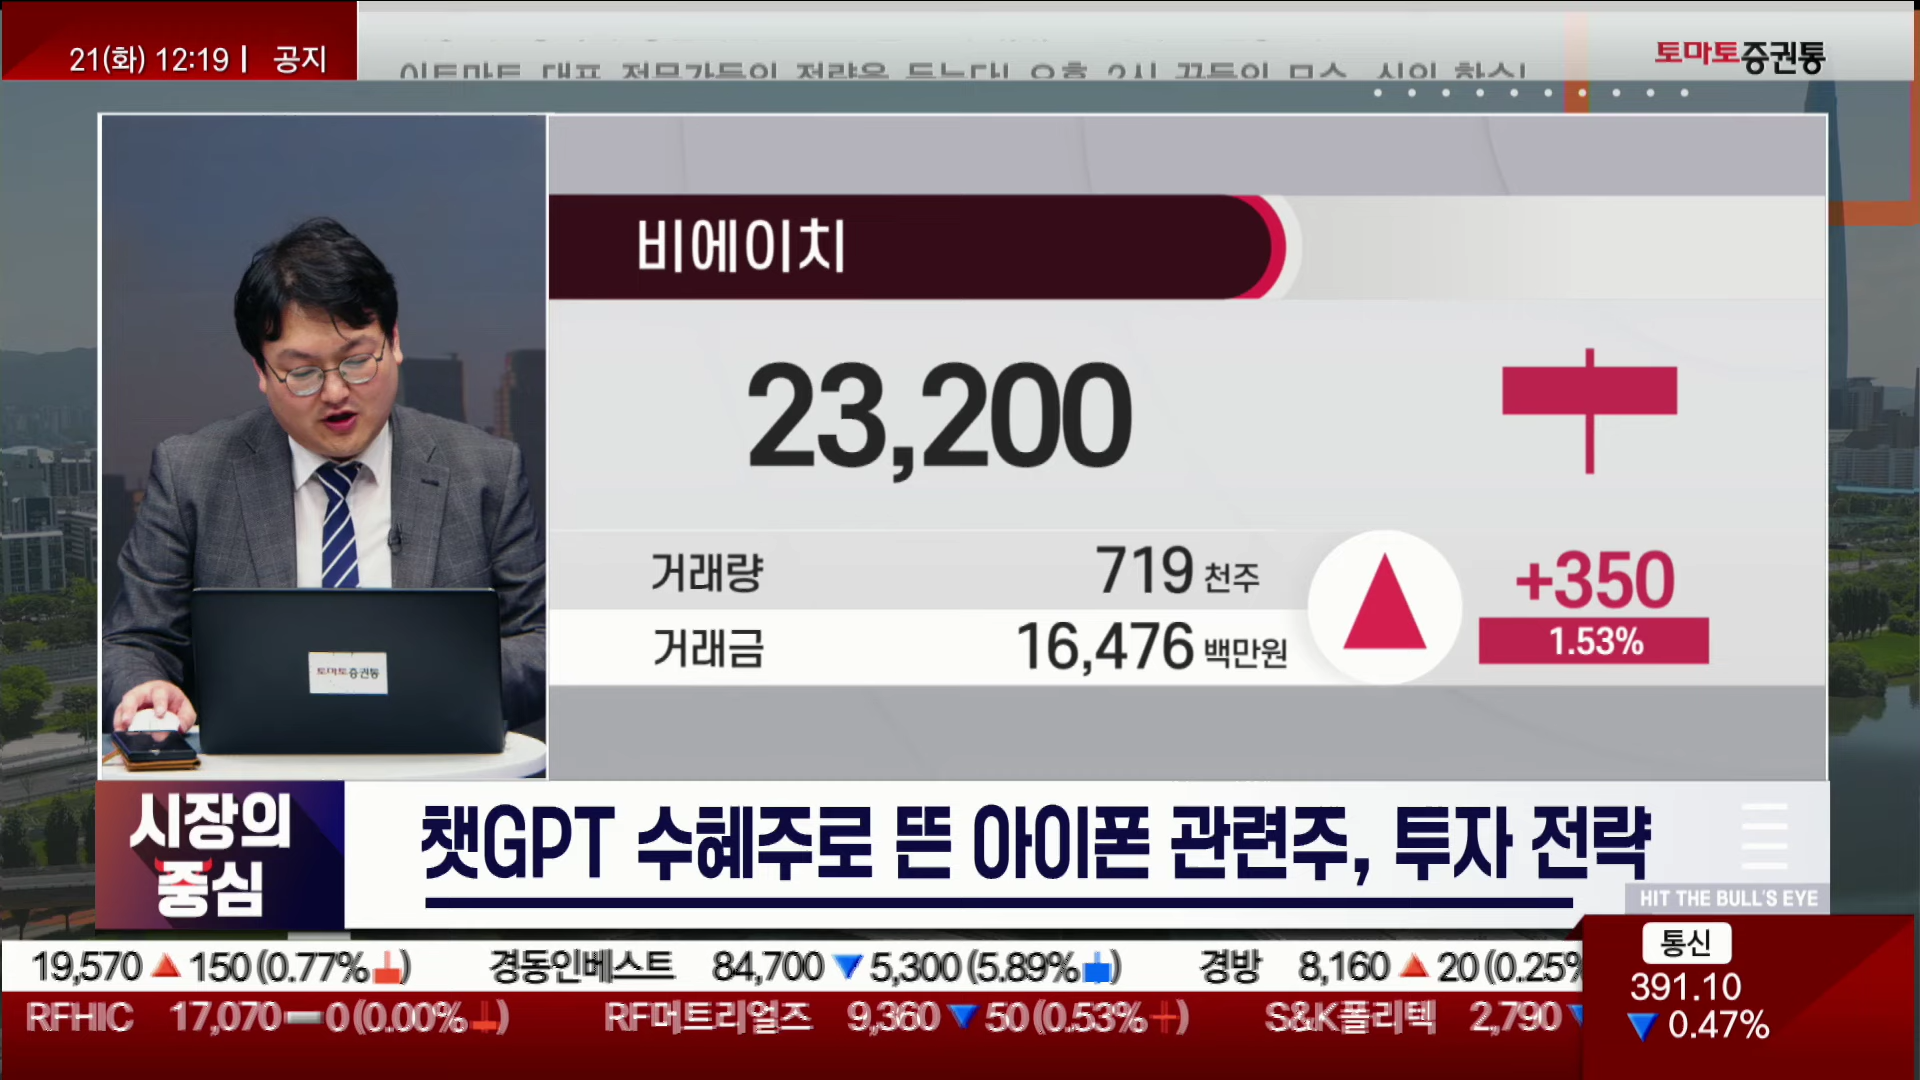 21(화) 12:19 | 공지
토마토증권통
비에이치
23,200
거래량 719 천주
거래금 16,476 백만원
+350
1.53%
토마토증권통
시장의
중심
챗GPT 수혜주로 뜬 아이폰 관련주, 투자 전략
HIT THE BULL'S EYE
19,570 ▲ 150 (0.77%) 경동인베스트 84,700 ▼ 5,300 (5.89%) 경방 8,160 ▲ 20 (0.25%
RFHIC 17,070 0 (0.00%) RF머트리얼즈 9,360 ▼ 50 (0.53%) S&K폴리텍 2,790 ▼
통신
391.10
▼ 0.47%